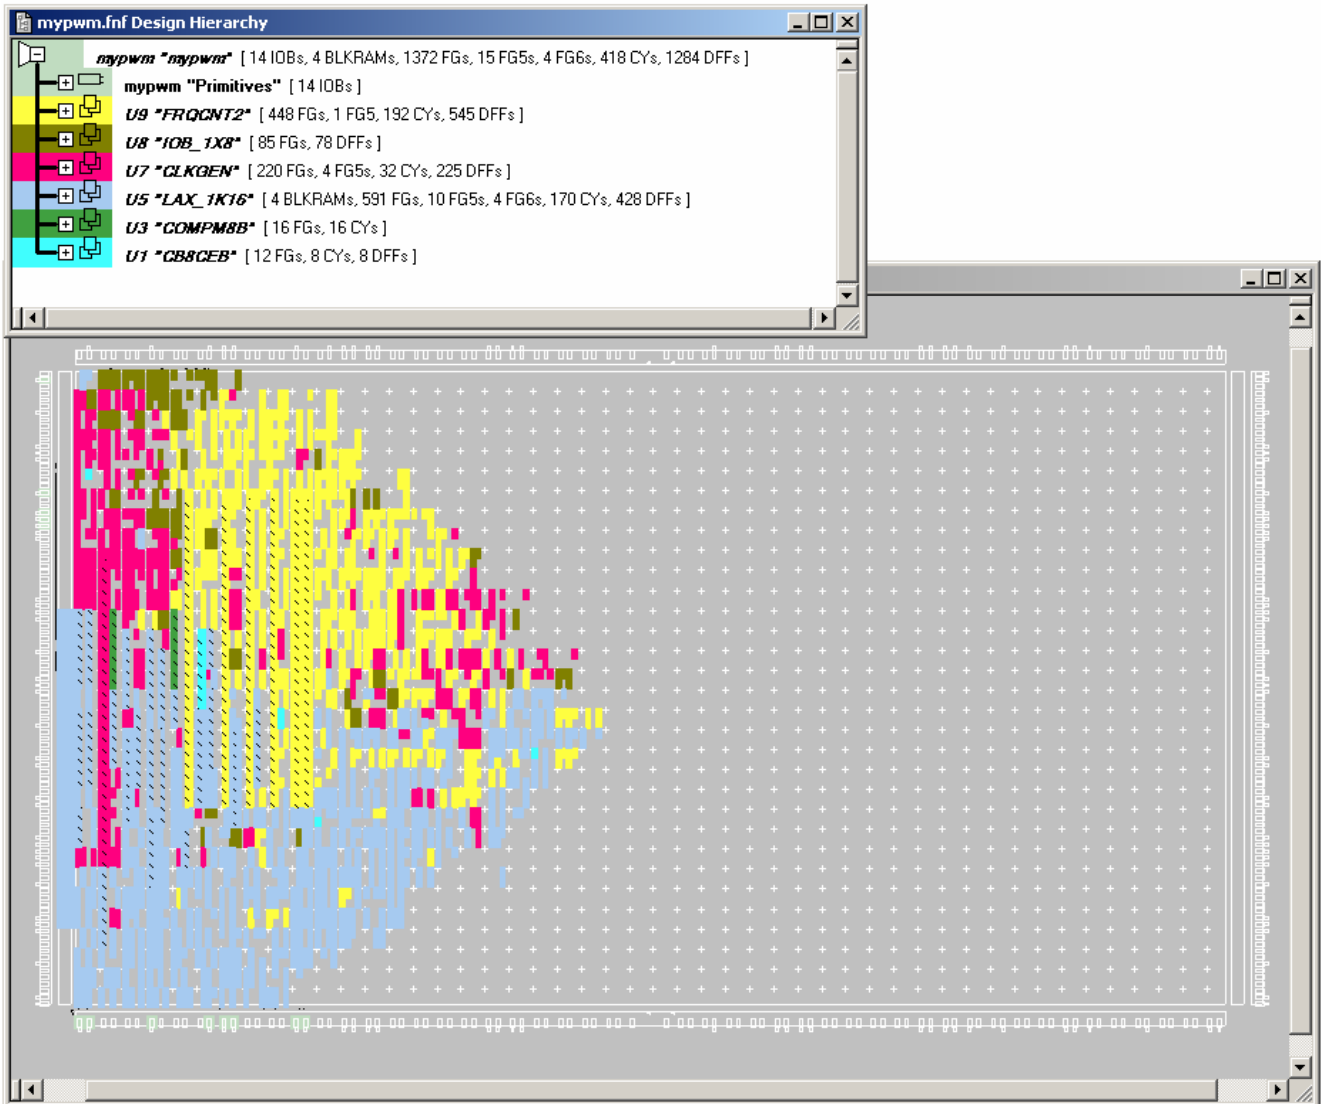 mypwm.fnf Design Hierarchy
mypwm "mypwm" [ 14 IOBs, 4 BLKRAMs, 1372 FGs, 15 FG5s, 4 FG6s, 418 CYs, 1284 DFFs ]
mypwm "Primitives" [ 14 IOBs ]
U9 "FRQCNT2" [ 448 FGs, 1 FG5, 192 CYs, 545 DFFs ]
U8 "IOB_1X8" [ 85 FGs, 78 DFFs ]
U7 "CLKGEN" [ 220 FGs, 4 FG5s, 32 CYs, 225 DFFs ]
U5 "LAX_1K16" [ 4 BLKRAMs, 591 FGs, 10 FG5s, 4 FG6s, 170 CYs, 428 DFFs ]
U3 "COMPM8B" [ 16 FGs, 16 CYs ]
U1 "CB8CEB" [ 12 FGs, 8 CYs, 8 DFFs ]